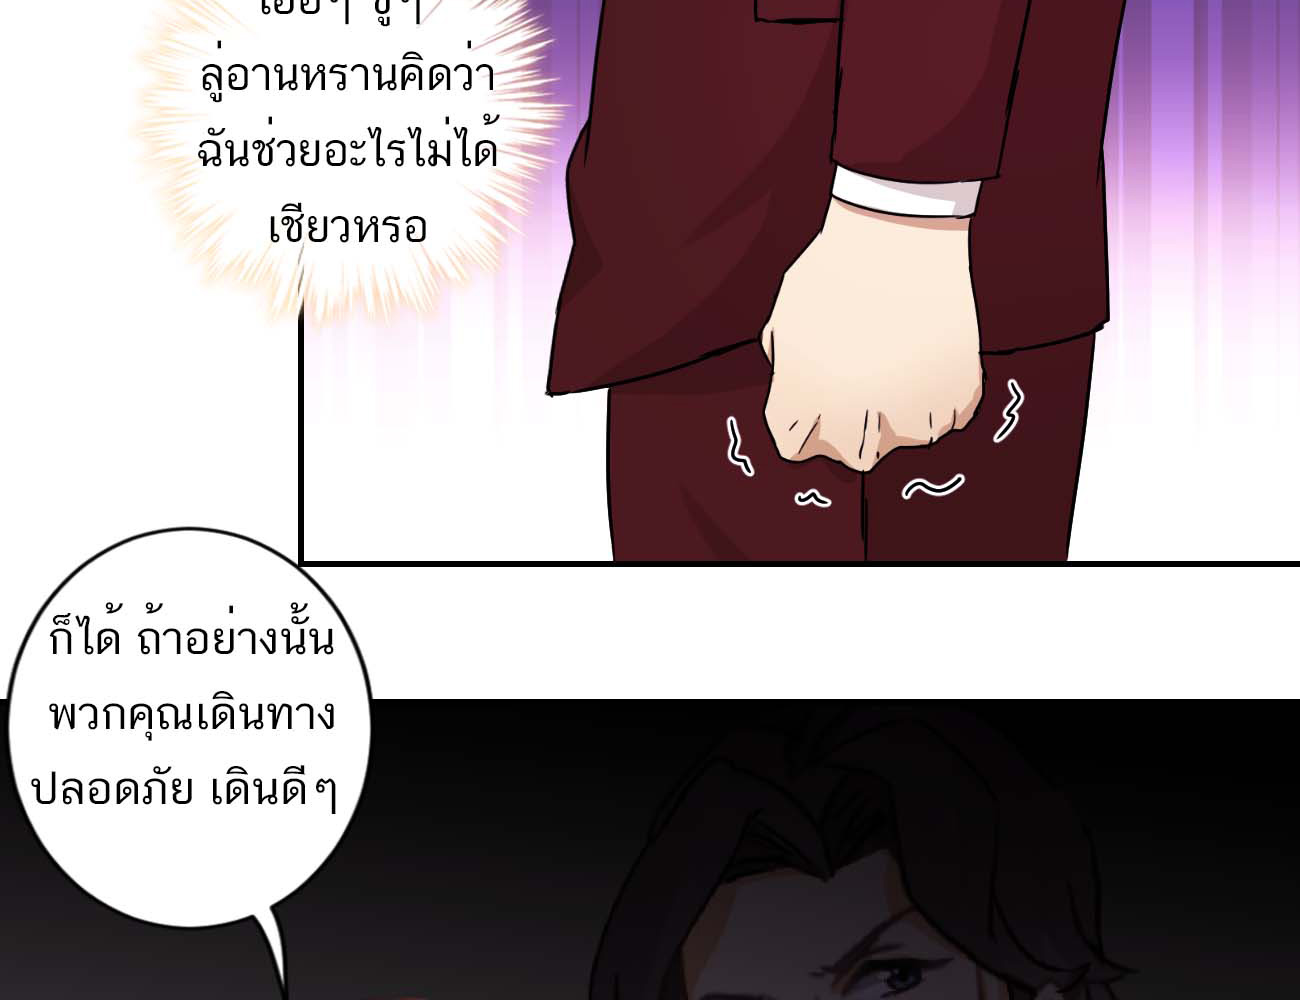 ลู่อานหรานคิดว่า
ฉันช่วยอะไรไม่ได้
เชียวหรอ
ก็ได้ ถ้าอย่างนั้น
พวกคุณเดินทาง
ปลอดภัย เดินดีๆ